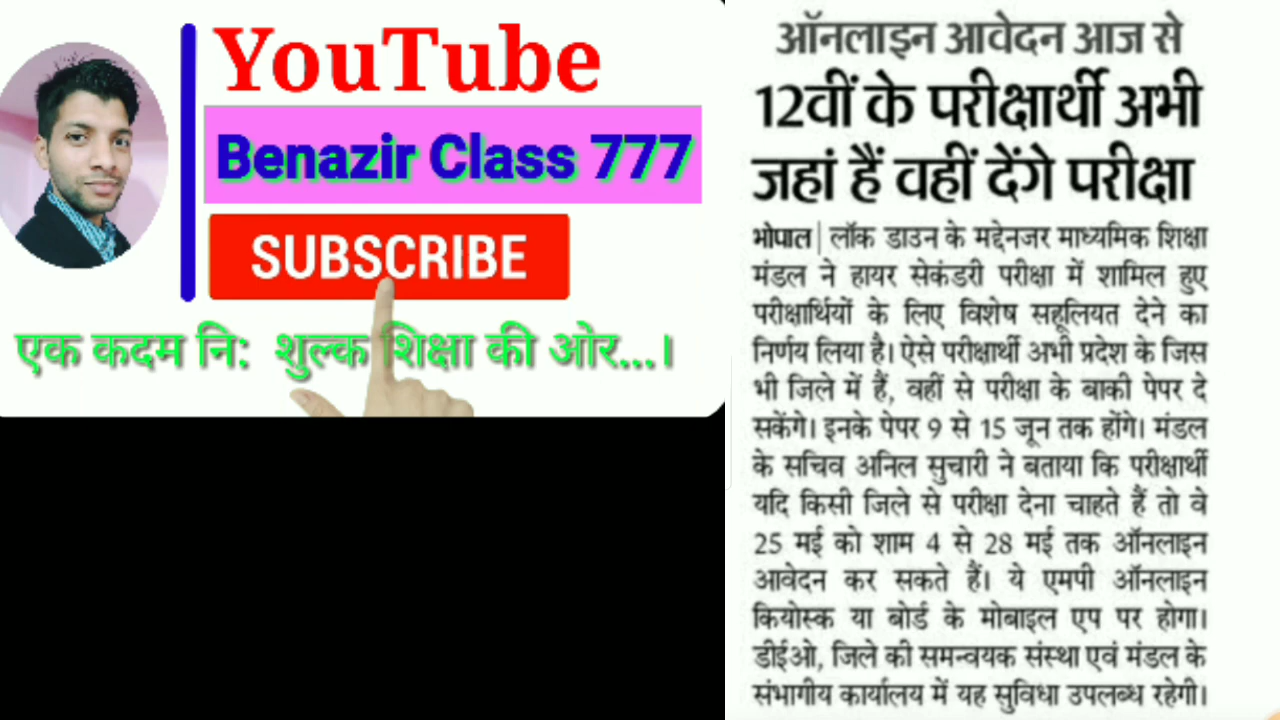 YouTube
Benazir Class 777
SUBSCRIBE
एक कदम नि: शुल्क शिक्षा की ओर...।
ऑनलाइन आवेदन आज से
12वीं के परीक्षार्थी अभी
जहां हैं वहीं देंगे परीक्षा
भोपाल | लॉक डाउन के मद्देनजर माध्यमिक शिक्षा
मंडल ने हायर सेकंडरी परीक्षा में शामिल हुए
परीक्षार्थियों के लिए विशेष सहूलियत देने का
निर्णय लिया है। ऐसे परीक्षार्थी अभी प्रदेश के जिस
भी जिले में हैं, वहीं से परीक्षा के बाकी पेपर दे
सकेंगे। इनके पेपर 9 से 15 जून तक होंगे। मंडल
के सचिव अनिल सुचारी ने बताया कि परीक्षार्थी
यदि किसी जिले से परीक्षा देना चाहते हैं तो वे
25 मई को शाम 4 से 28 मई तक ऑनलाइन
आवेदन कर सकते हैं। ये एमपी ऑनलाइन
कियोस्क या बोर्ड के मोबाइल एप पर होगा।
डीईओ, जिले की समन्वयक संस्था एवं मंडल के
संभागीय कार्यालय में यह सुविधा उपलब्ध रहेगी।